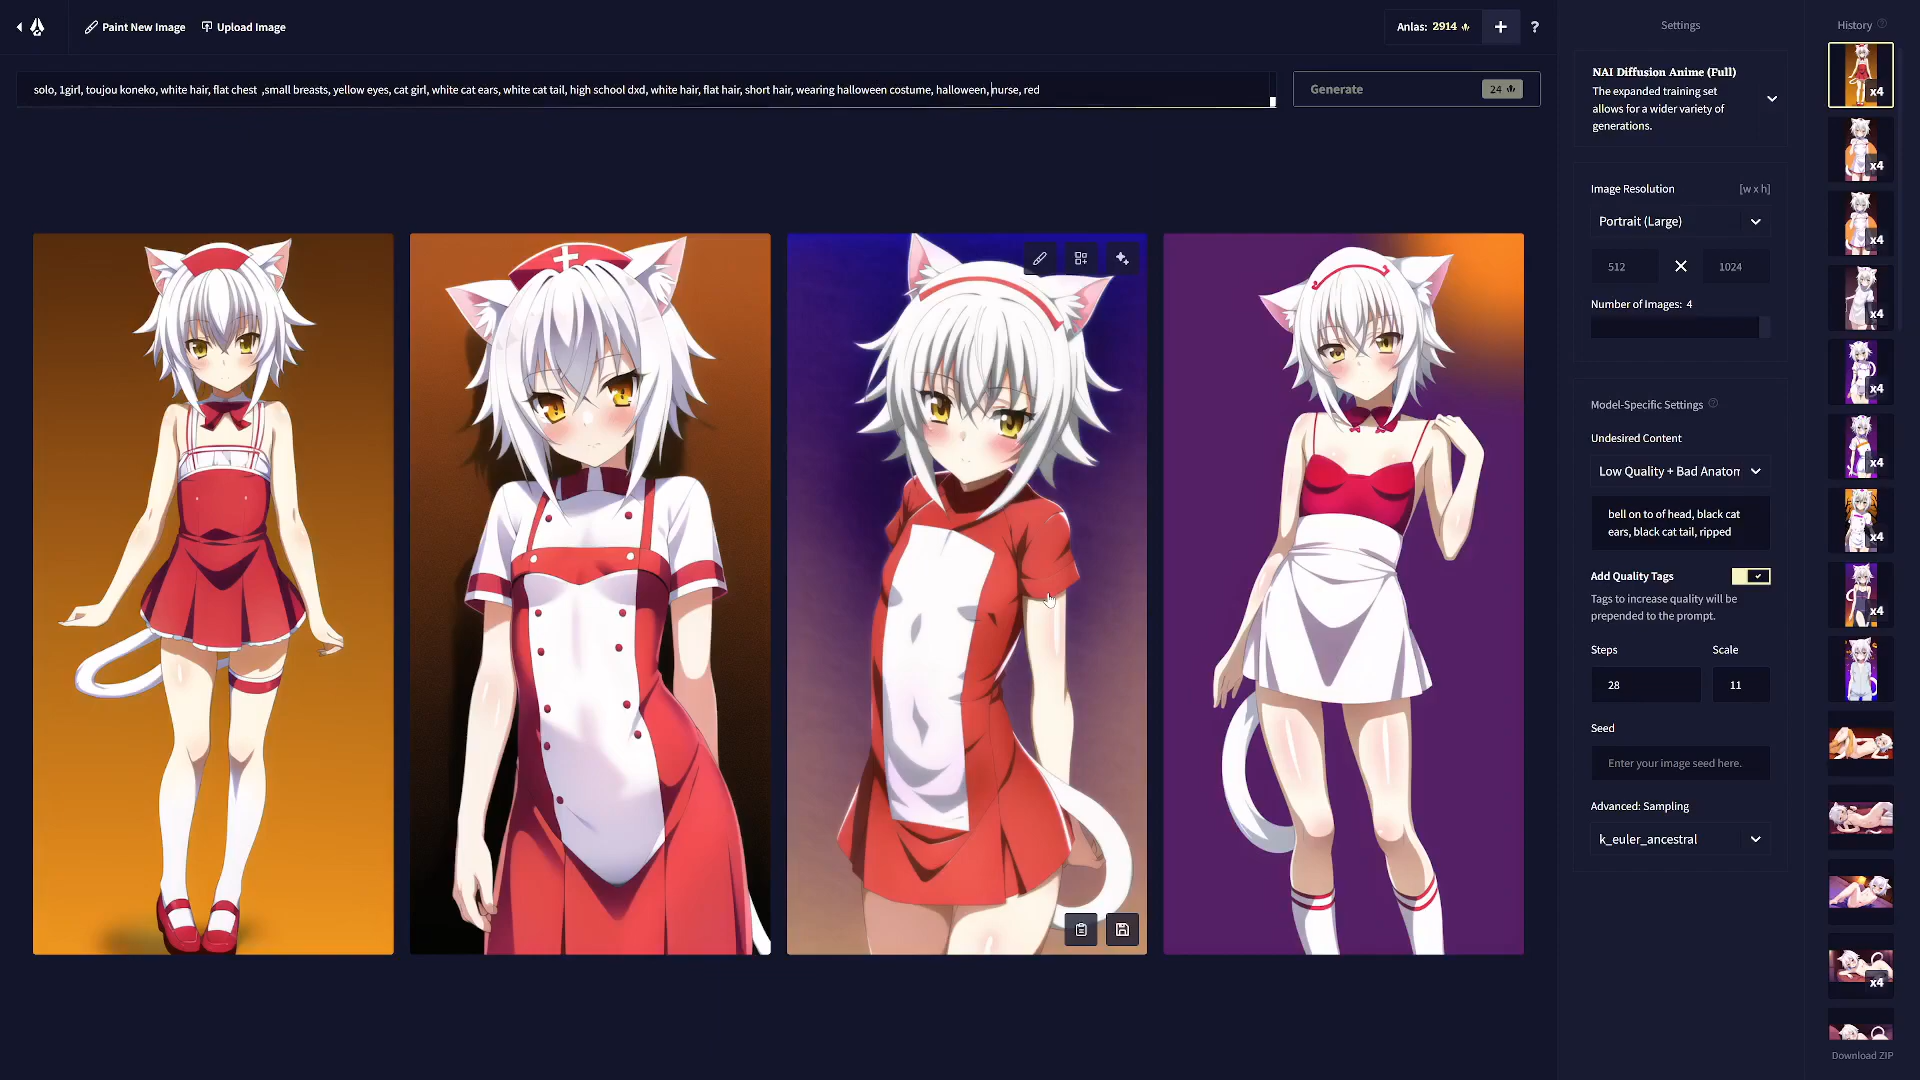 Paint New Image
Upload Image
Anlas: 2914
?
Settings
History
solo, 1girl, toujou koneko, white hair, flat chest ,small breasts, yellow eyes, cat girl, white cat ears, white cat tail, high school dxd, white hair, flat hair, short hair, wearing halloween costume, halloween, nurse, red
Generate
24
NAI Diffusion Anime (Full)
The expanded training set
allows for a wider variety of
generations.
Image Resolution
[w x h]
Portrait (Large)
512
1024
Number of Images: 4
Model-Specific Settings
Undesired Content
Low Quality + Bad Anaton
bell on to of head, black cat
ears, black cat tail, ripped
Add Quality Tags
Tags to increase quality will be
prepended to the prompt.
Steps
Scale
28
11
Seed
Enter your image seed here.
Advanced: Sampling
k_euler_ancestral
x4
x4
x4
x4
x4
x4
x4
x4
x4
Download ZIP